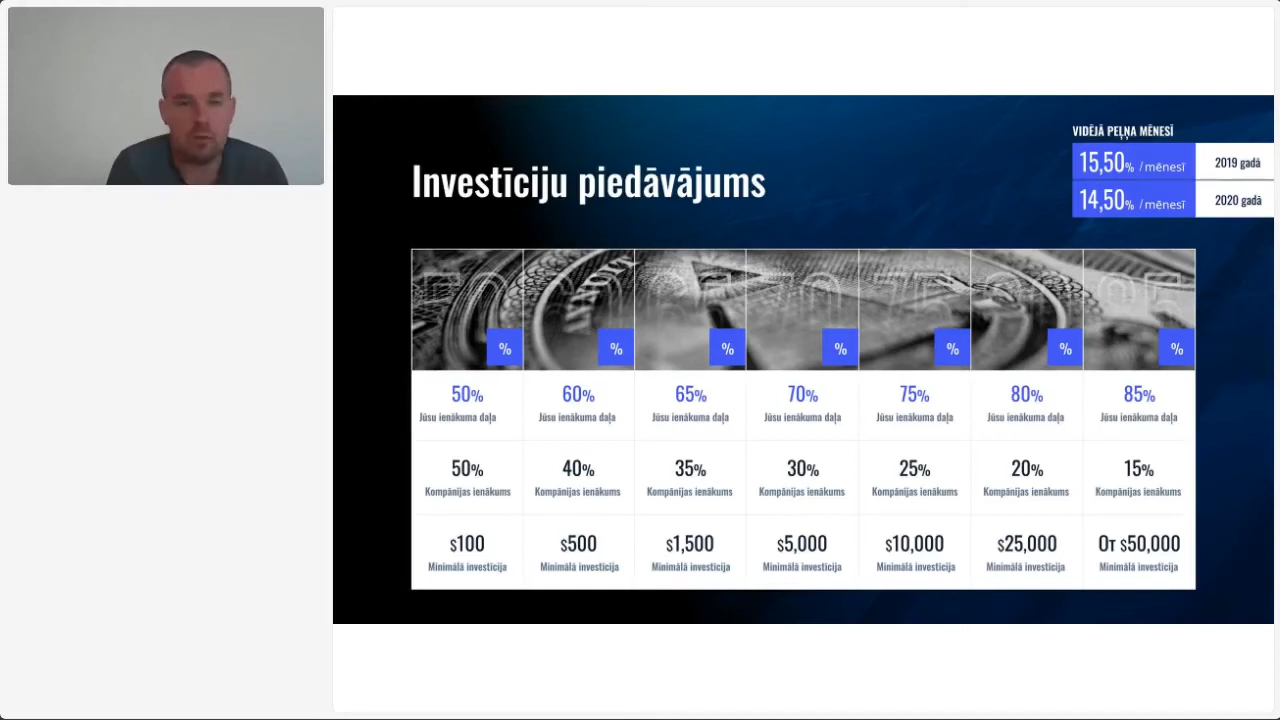 VIDĒJĀ PEĻŅA MĒNESĪ
15,50% /mēnesī 2019 gadā
14,50% /mēnesī 2020 gadā
Investīciju piedāvājums
% % % % % % %
50% 60% 65% 70% 75% 80% 85%
Jūsu ienākuma daļa Jūsu ienākuma daļa Jūsu ienākuma daļa Jūsu ienākuma daļa Jūsu ienākuma daļa Jūsu ienākuma daļa Jūsu ienākuma daļa
50% 40% 35% 30% 25% 20% 15%
Kompānijas ienākums Kompānijas ienākums Kompānijas ienākums Kompānijas ienākums Kompānijas ienākums Kompānijas ienākums Kompānijas ienākums
$100 $500 $1,500 $5,000 $10,000 $25,000 От $50,000
Minimālā investīcija Minimālā investīcija Minimālā investīcija Minimālā investīcija Minimālā investīcija Minimālā investīcija Minimālā investīcija